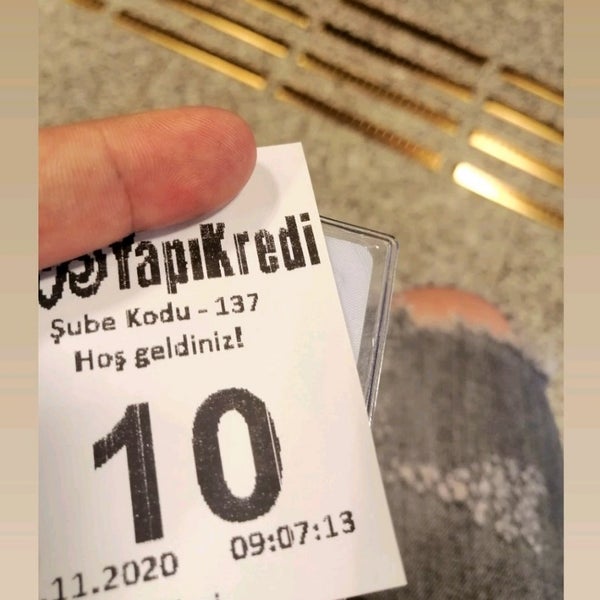 YapıKredi
Şube Kodu - 137
Hoş geldiniz!
10
.11.2020 09:07:13